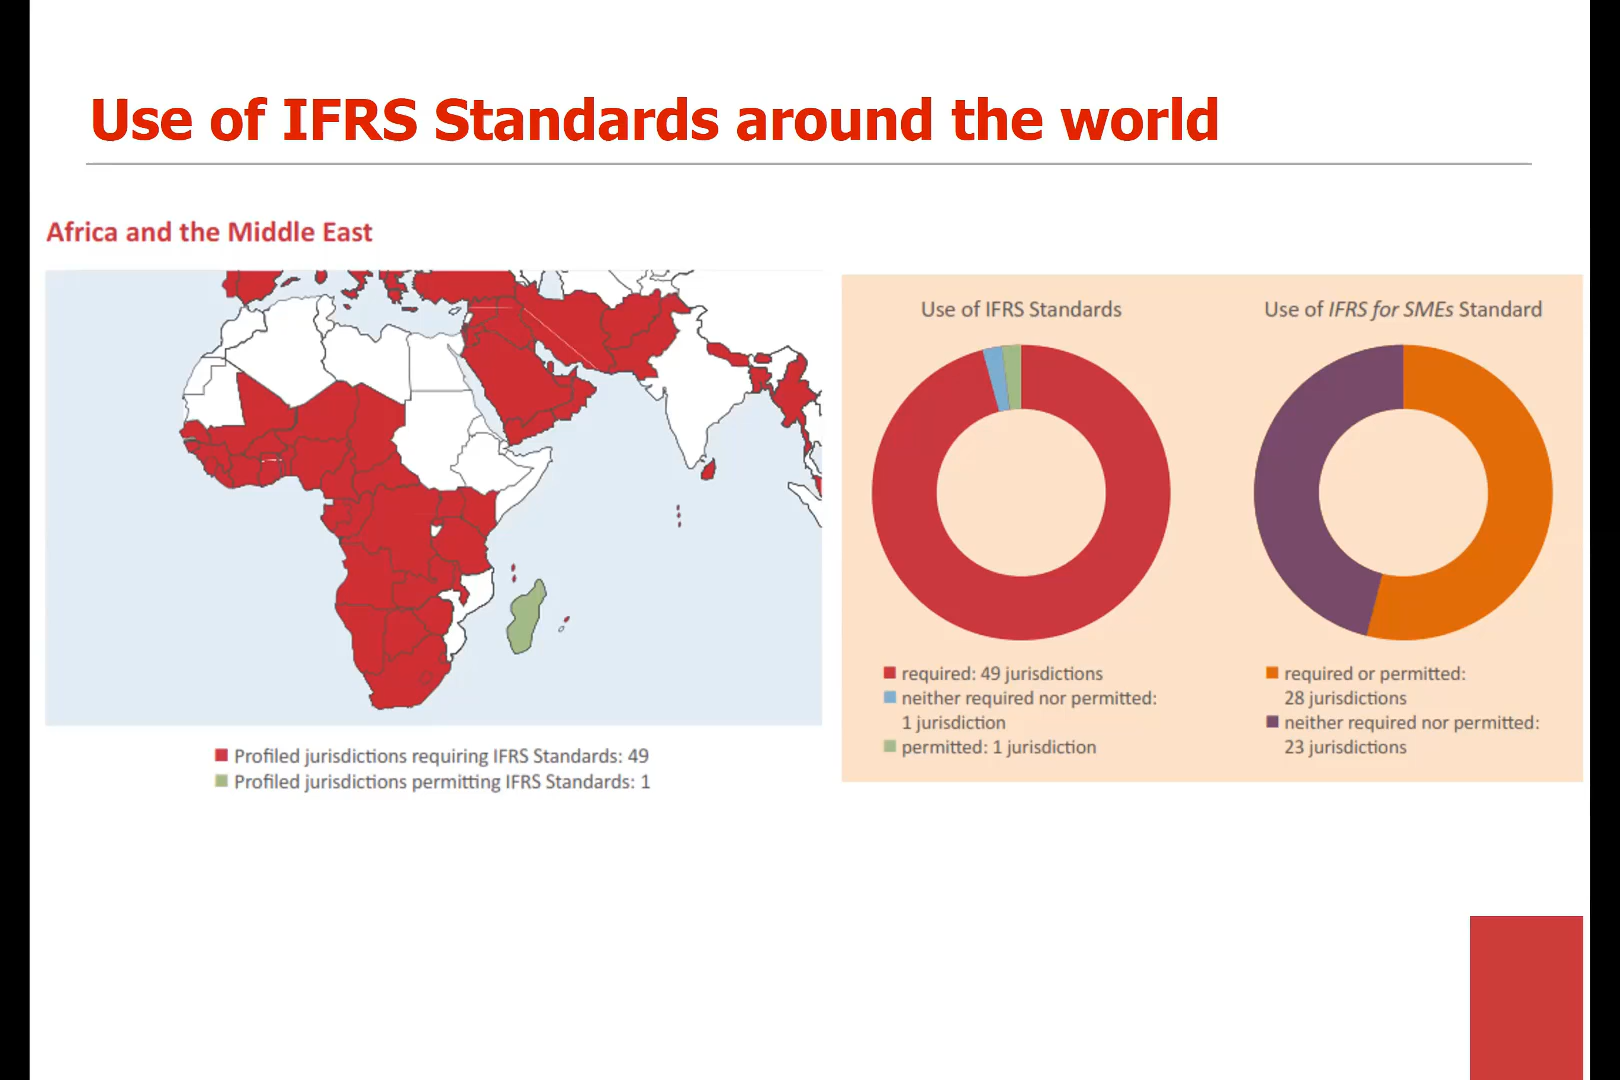 Use of IFRS Standards around the world
Africa and the Middle East
Profiled jurisdictions requiring IFRS Standards: 49
Profiled jurisdictions permitting IFRS Standards: 1
Use of IFRS Standards
required: 49 jurisdictions
neither required nor permitted:
1 jurisdiction
permitted: 1 jurisdiction
Use of IFRS for SMEs Standard
required or permitted:
28 jurisdictions
neither required nor permitted:
23 jurisdictions